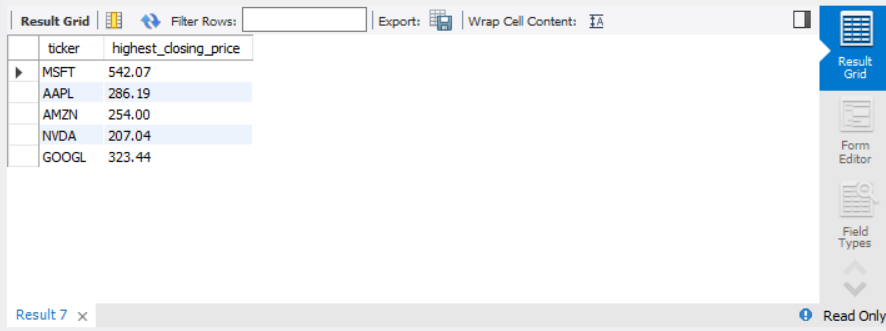 Result Grid Filter Rows: Export: Wrap Cell Content: IA
ticker highest_closing_price
MSFT 542.07
AAPL 286.19
AMZN 254.00
NVDA 207.04
GOOGL 323.44
Result
Grid
Form
Editor
Field
Types
Result 7 × Read Only